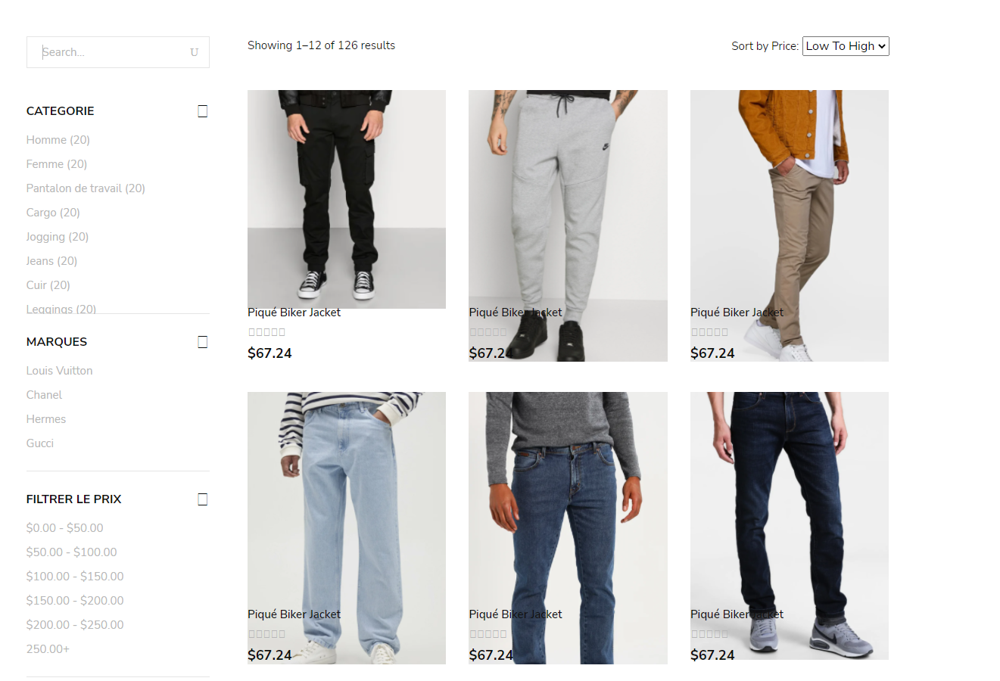 Search...
U
Showing 1–12 of 126 results
Sort by Price: Low To High
CATEGORIE
Homme (20)
Femme (20)
Pantalon de travail (20)
Cargo (20)
Jogging (20)
Jeans (20)
Cuir (20)
Leggings (20)
MARQUES
Louis Vuitton
Chanel
Hermes
Gucci
FILTRER LE PRIX
$0.00 - $50.00
$50.00 - $100.00
$100.00 - $150.00
$150.00 - $200.00
$200.00 - $250.00
250.00+
Piqué Biker Jacket
$67.24
Piqué Biker Jacket
$67.24
Piqué Biker Jacket
$67.24
Piqué Biker Jacket
$67.24
Piqué Biker Jacket
$67.24
Piqué Biker Jacket
$67.24